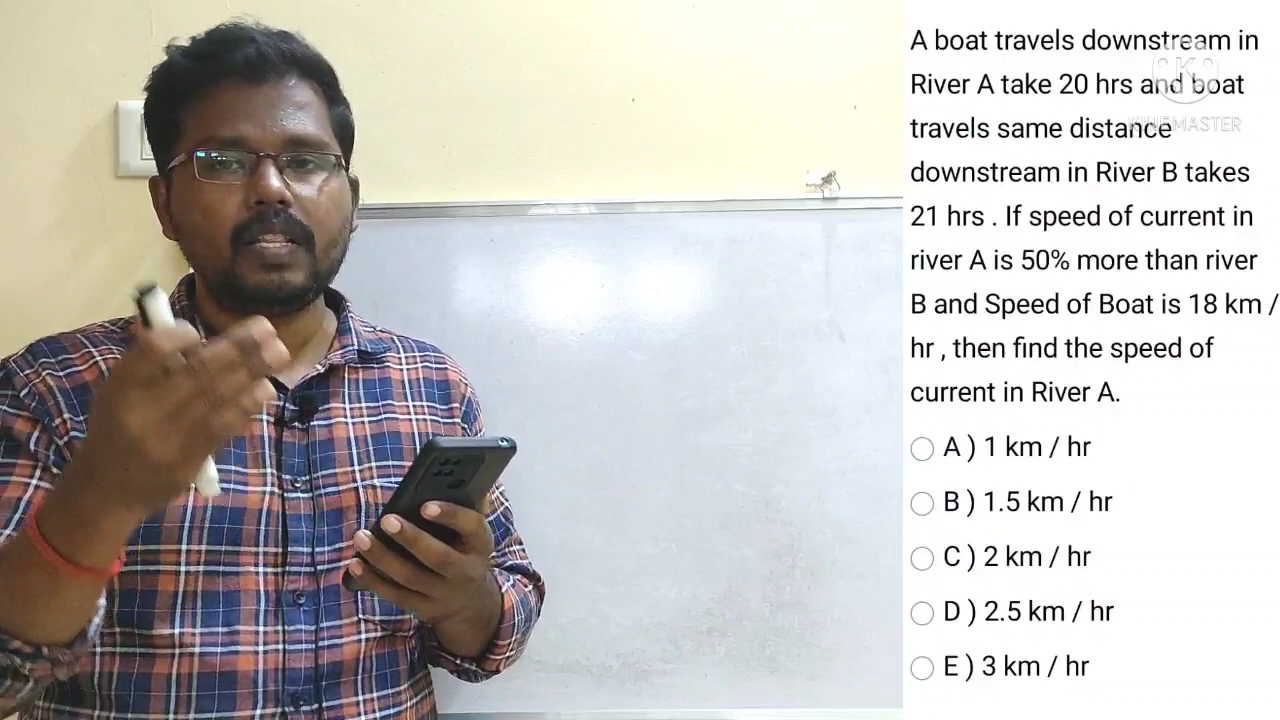 A boat travels downstream in
River A take 20 hrs and boat
travels same distance
downstream in River B takes
21 hrs . If speed of current in
river A is 50% more than river
B and Speed of Boat is 18 km /
hr , then find the speed of
current in River A.
A ) 1 km / hr
B ) 1.5 km / hr
C ) 2 km / hr
D ) 2.5 km / hr
E ) 3 km / hr
K
KINEMASTER